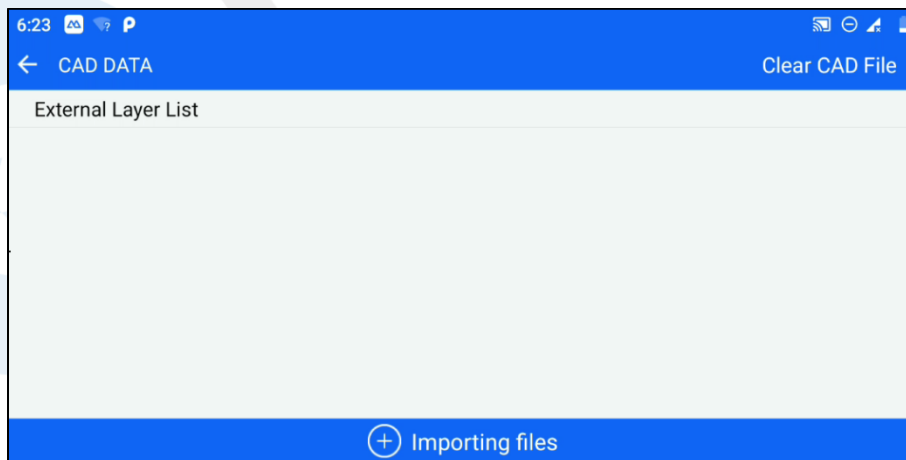 6:23
CAD DATA
Clear CAD File
External Layer List
Importing files